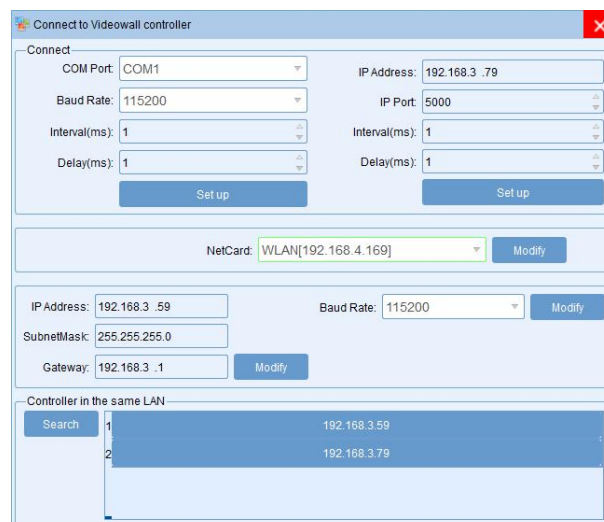 Connect to Videowall controller
Connect
COM Port: COM1
IP Address: 192.168.3 .79
Baud Rate: 115200
IP Port: 5000
Interval(ms): 1
Interval(ms): 1
Delay(ms): 1
Delay(ms): 1
Set up
Set up
NetCard: WLAN[192.168.4.169]
Modify
IP Address: 192.168.3 .59
Baud Rate: 115200
Modify
SubnetMask: 255.255.255.0
Gateway: 192.168.3 .1
Modify
Controller in the same LAN
Search
1 192.168.3.59
2 192.168.3.79